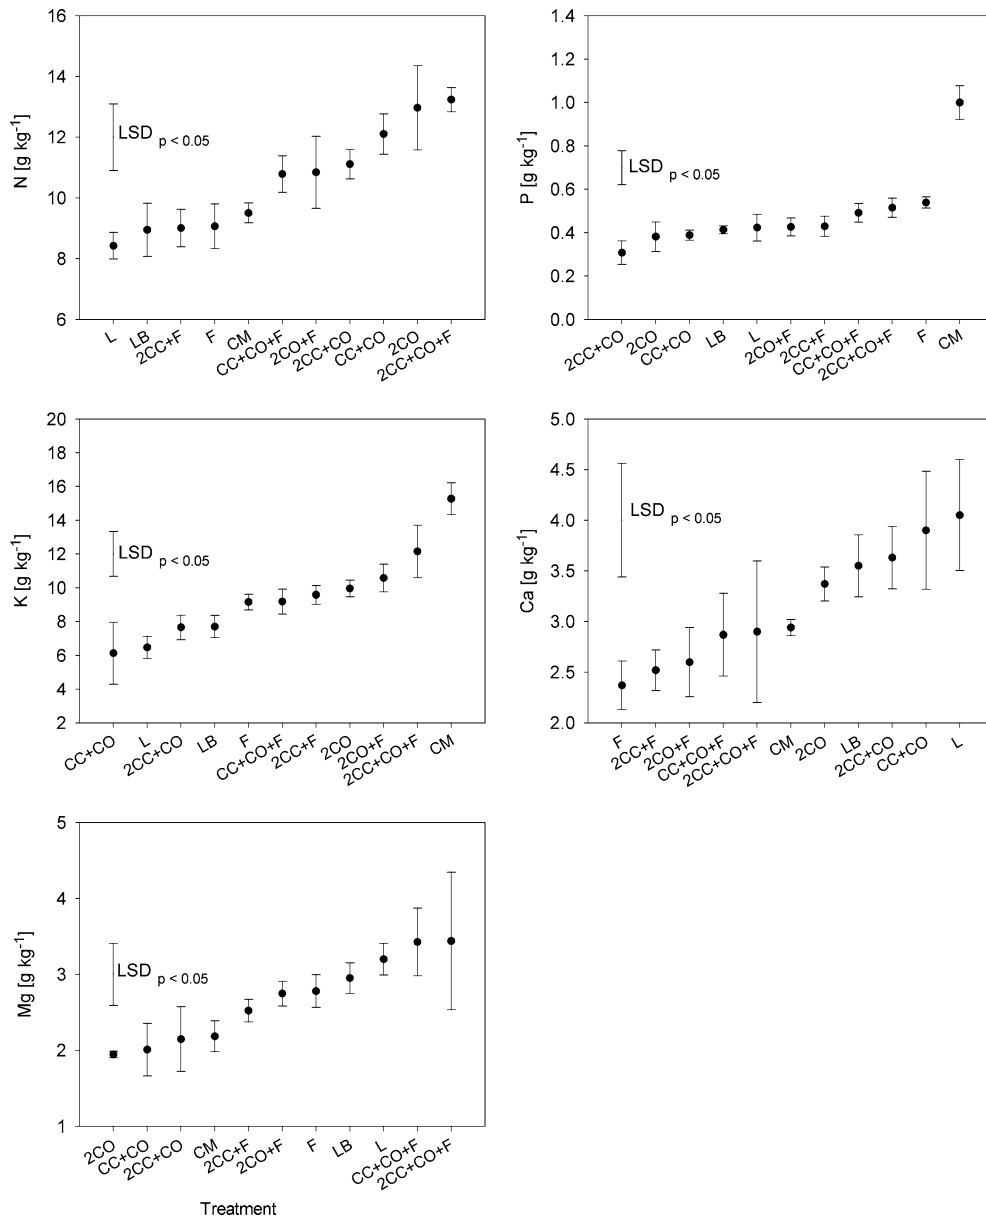 16
14
12
10
8
6
N [g kg-1]
LSD p < 0.05
L
LB
2CC+F
F
CM
CC+CO+F
2CO+F
2CC+CO
CC+CO
2CO
2CC+CO+F
1.4
1.2
1.0
0.8
0.6
0.4
0.2
0.0
P [g kg-1]
LSD p < 0.05
2CC+CO
2CO
CC+CO
LB
L
2CO+F
2CC+F
CC+CO+F
2CC+CO+F
F
CM
20
18
16
14
12
10
8
6
4
2
K [g kg-1]
LSD p < 0.05
CC+CO
L
2CC+CO
LB
F
CC+CO+F
2CC+F
2CO
2CO+F
2CC+CO+F
CM
5.0
4.5
4.0
3.5
3.0
2.5
2.0
Ca [g kg-1]
LSD p < 0.05
F
2CC+F
2CO+F
CC+CO+F
2CC+CO+F
CM
2CO
LB
2CC+CO
CC+CO
L
5
4
3
2
1
Mg [g kg-1]
LSD p < 0.05
2CO
CC+CO
2CC+CO
CM
2CC+F
2CO+F
F
LB
L
CC+CO+F
2CC+CO+F
Treatment